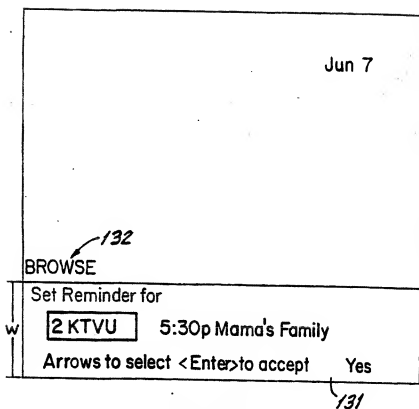 Jun 7
132
BROWSE
Set Reminder for
W
2 KTVU 5:30p Mama's Family
Arrows to select <Enter>to accept Yes
131